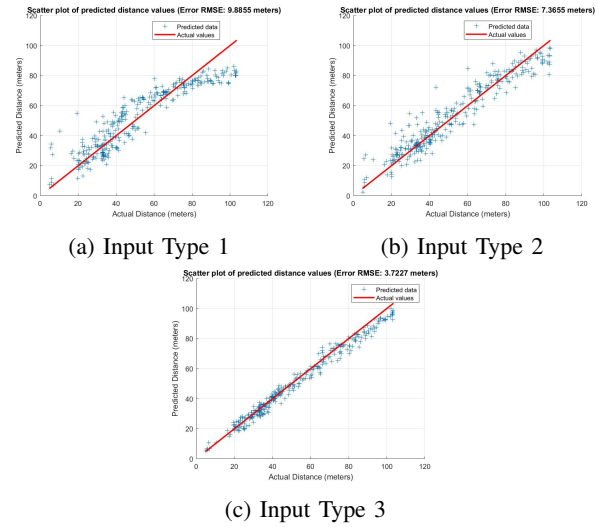 Scatter plot of predicted distance values (Error RMSE: 9.8855 meters)
120
100
80
60
40
20
0
Predicted Distance (meters)
Predicted data
Actual values
0 20 40 60 80 100 120
Actual Distance (meters)
(a) Input Type 1
Scatter plot of predicted distance values (Error RMSE: 7.3655 meters)
120
100
80
60
40
20
0
Predicted Distance (meters)
Predicted data
Actual values
0 20 40 60 80 100 120
Actual Distance (meters)
(b) Input Type 2
Scatter plot of predicted distance values (Error RMSE: 3.7227 meters)
120
100
80
60
40
20
0
Predicted Distance (meters)
Predicted data
Actual values
0 20 40 60 80 100 120
Actual Distance (meters)
(c) Input Type 3